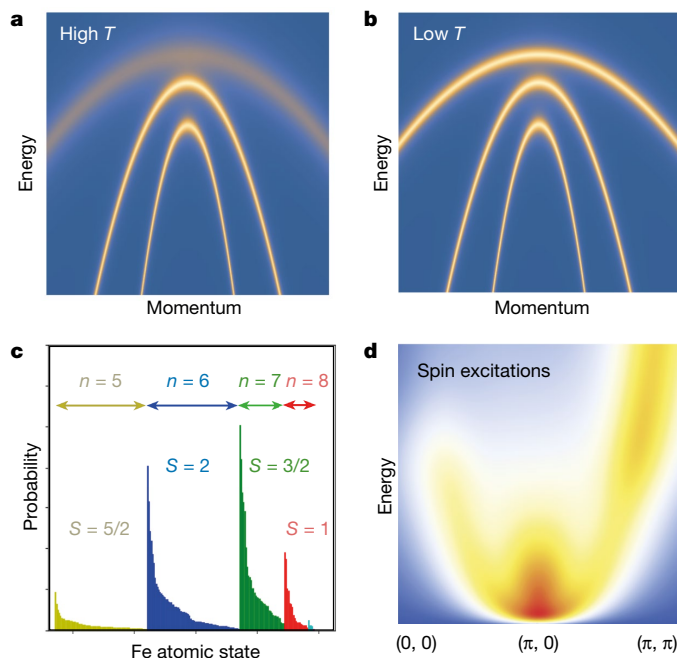 a
High T
Energy
Momentum
b
Low T
Energy
Momentum
c
n = 5
n = 6
n = 7
n = 8
S = 2
S = 3/2
S = 5/2
S = 1
Probability
Fe atomic state
d
Spin excitations
Energy
(0, 0)
(π, 0)
(π, π)